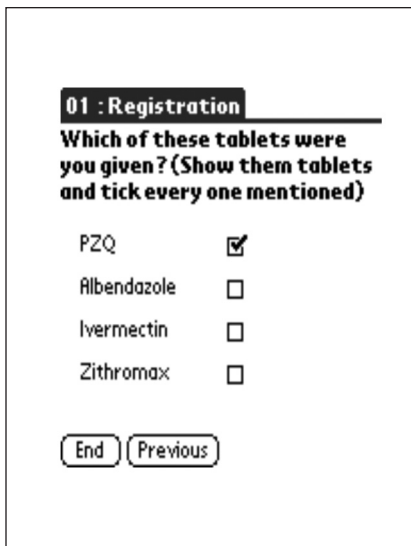 01 : Registration
Which of these tablets were
you given? (Show them tablets
and tick every one mentioned)
PZQ
Albendazole
Ivermectin
Zithromax
End Previous